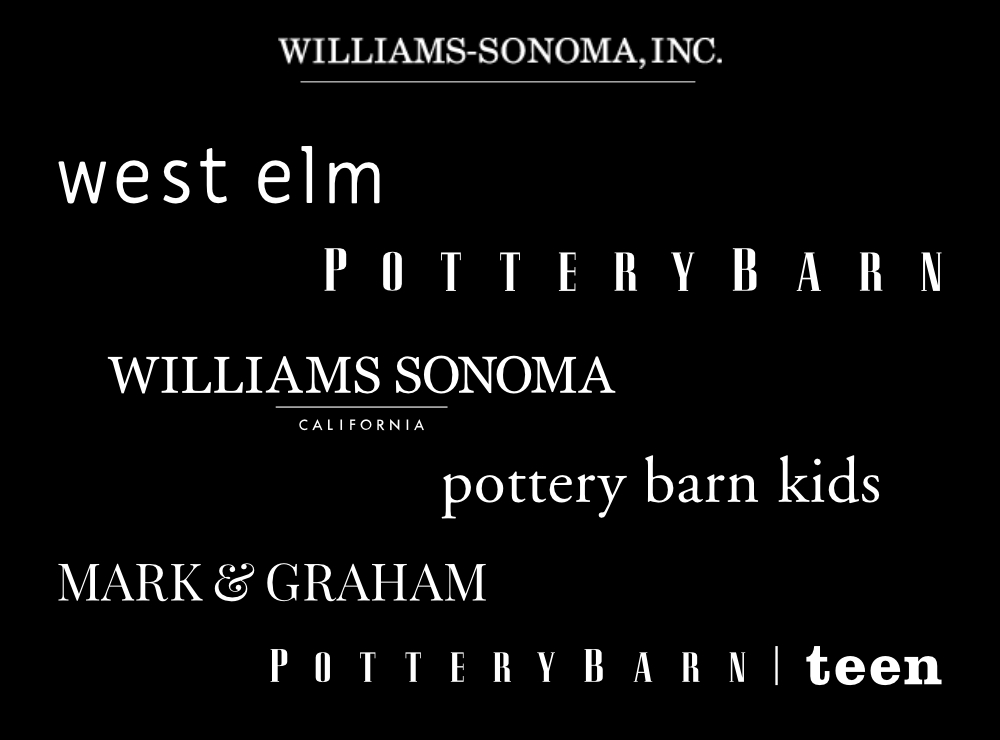 WILLIAMS-SONOMA, INC.
west elm
POTTERY BARN
WILLIAMS SONOMA
CALIFORNIA
pottery barn kids
MARK & GRAHAM
POTTERY BARN | teen